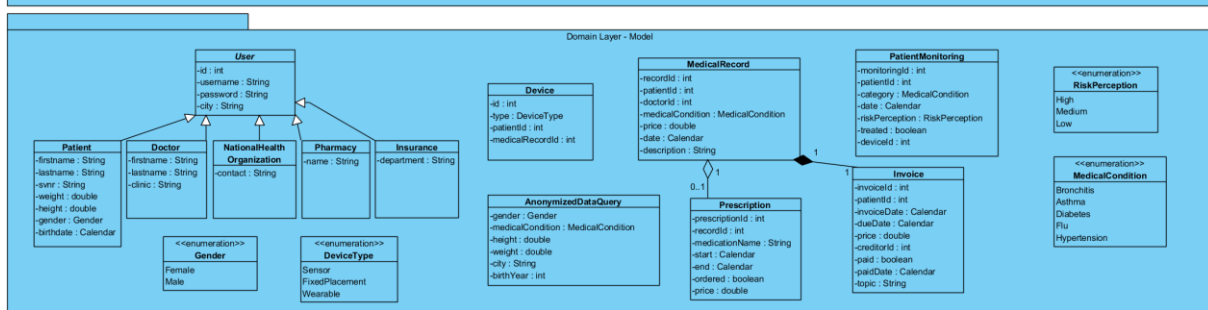 Domain Layer - Model
User
-id : int
-username : String
-password : String
-city : String
Patient
-firstname : String
-lastname : String
-svnr : String
-weight : double
-height : double
-gender : Gender
-birthdate : Calendar
Doctor
-firstname : String
-lastname : String
-clinic : String
NationalHealth
Organization
-contact : String
Pharmacy
-name : String
Insurance
-department : String
<<enumeration>>
Gender
Female
Male
<<enumeration>>
DeviceType
Sensor
FixedPlacement
Wearable
Device
-id : int
-type : DeviceType
-patientId : int
-medicalRecordId : int
AnonymizedDataQuery
-gender : Gender
-medicalCondition : MedicalCondition
-height : double
-weight : double
-city : String
-birthYear : int
MedicalRecord
-recordId : int
-patientId : int
-doctorId : int
-medicalCondition : MedicalCondition
-price : double
-date : Calendar
-description : String
1
0..1
1
1
Prescription
-prescriptionId : int
-recordId : int
-medicationName : String
-start : Calendar
-end : Calendar
-ordered : boolean
-price : double
PatientMonitoring
-monitoringId : int
-patientId : int
-category : MedicalCondition
-date : Calendar
-riskPerception : RiskPerception
-treated : boolean
-deviceId : int
Invoice
-invoiceId : int
-patientId : int
-invoiceDate : Calendar
-dueDate : Calendar
-price : double
-creditorId : int
-paid : boolean
-paidDate : Calendar
-topic : String
<<enumeration>>
RiskPerception
High
Medium
Low
<<enumeration>>
MedicalCondition
Bronchitis
Asthma
Diabetes
Flu
Hypertension